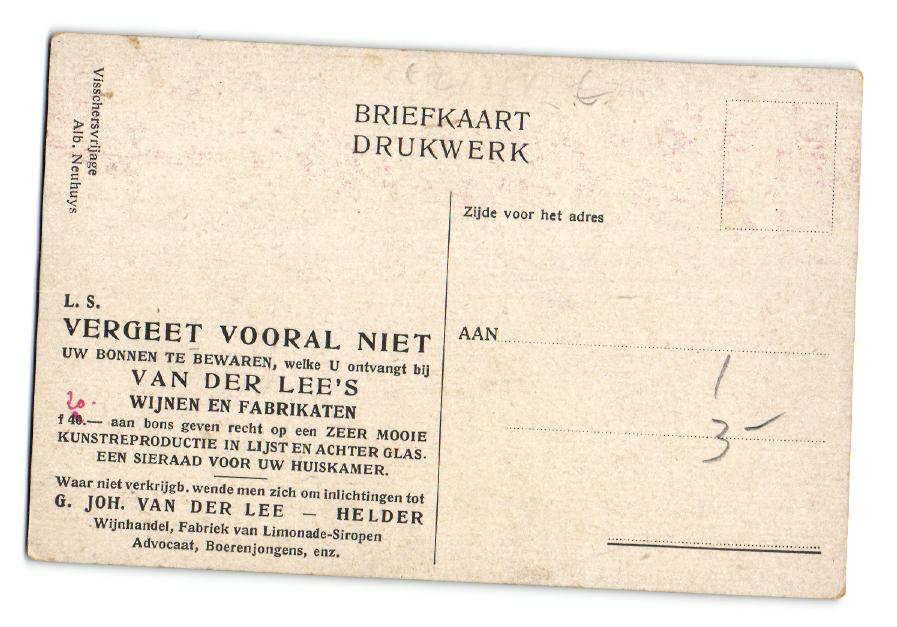 Visschersvrijage
Alb. Neuhuys
BRIEFKAART
DRUKWERK
Zijde voor het adres
L. S.
VERGEET VOORAL NIET
UW BONNEN TE BEWAREN, welke U ontvangt bij
VAN DER LEE'S
WIJNEN EN FABRIKATEN
20.
f 40.— aan bons geven recht op een ZEER MOOIE
KUNSTREPRODUCTIE IN LIJST EN ACHTER GLAS.
EEN SIERAAD VOOR UW HUISKAMER.
Waar niet verkrijgb. wende men zich om inlichtingen tot
G. JOH. VAN DER LEE — HELDER
Wijnhandel, Fabriek van Limonade-Siropen
Advocaat, Boerenjongens, enz.
AAN
1
3-